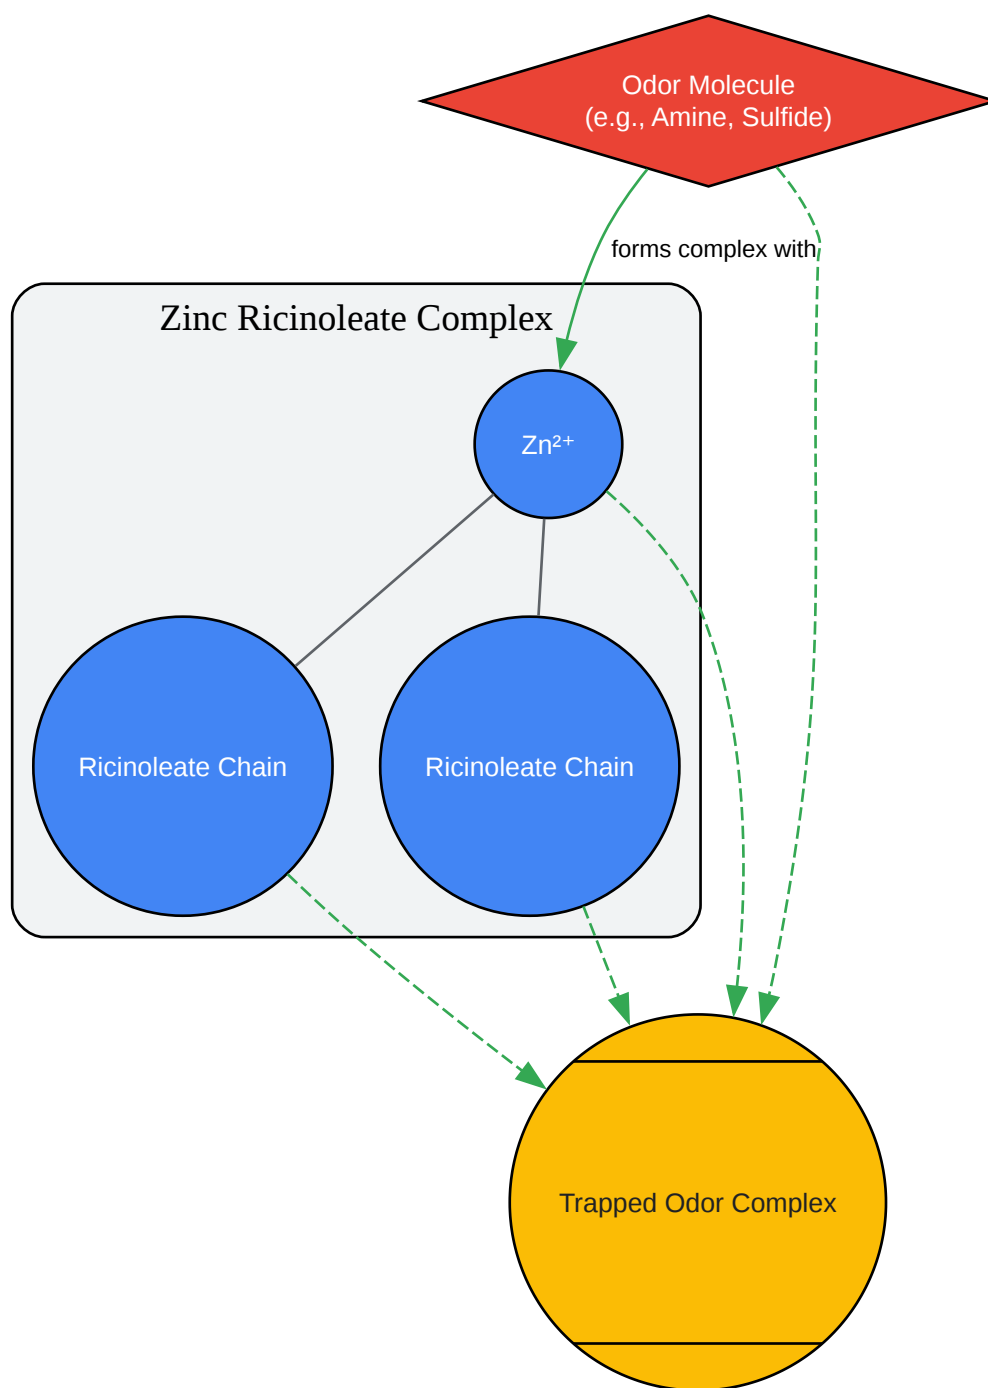 Odor Molecule
(e.g., Amine, Sulfide)
forms complex with
Zinc Ricinoleate Complex
Zn²⁺
Ricinoleate Chain
Ricinoleate Chain
Trapped Odor Complex